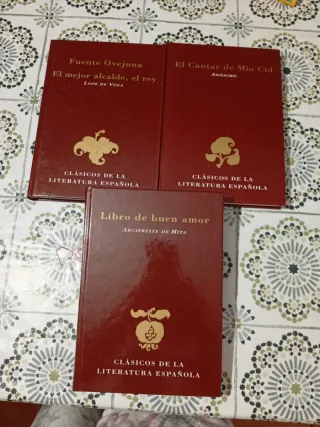 Fuente Ovejuna
El mejor alcalde, el rey
Lope de Vega
CLÁSICOS DE LA
LITERATURA ESPAÑOLA
El Cantar de Mio Cid
Anónimo
CLÁSICOS DE LA
LITERATURA ESPAÑOLA
Libro de buen amor
Arcipreste de Hita
CLÁSICOS DE LA
LITERATURA ESPAÑOLA